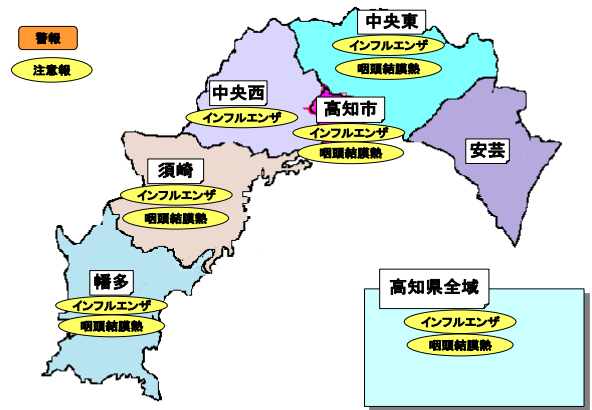 警報
注意報
中央東
インフルエンザ
咽頭結膜熱
中央西
インフルエンザ
高知市
インフルエンザ
咽頭結膜熱
安芸
須崎
インフルエンザ
咽頭結膜熱
幡多
インフルエンザ
咽頭結膜熱
高知県全域
インフルエンザ
咽頭結膜熱